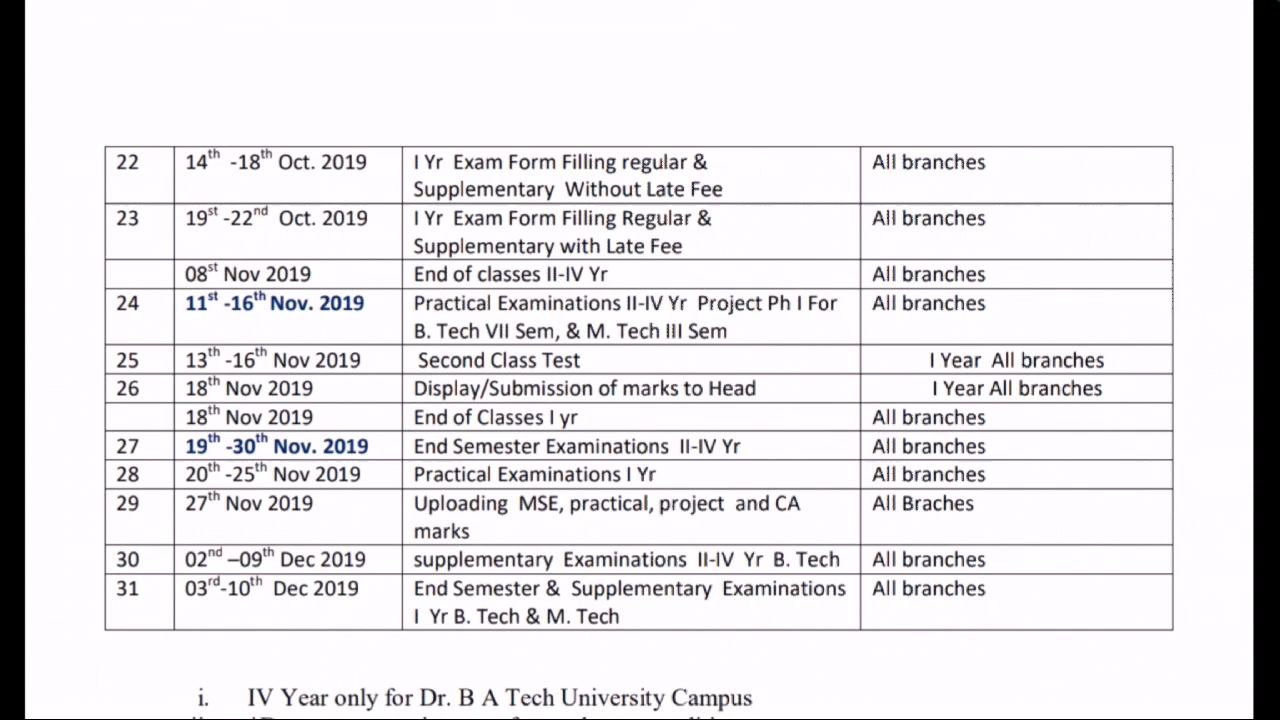 22 14th -18th Oct. 2019 I Yr Exam Form Filling regular & All branches
Supplementary Without Late Fee
23 19st -22nd Oct. 2019 I Yr Exam Form Filling Regular & All branches
Supplementary with Late Fee
08st Nov 2019 End of classes II-IV Yr All branches
24 11st -16th Nov. 2019 Practical Examinations II-IV Yr Project Ph I For All branches
B. Tech VII Sem, & M. Tech III Sem
25 13th -16th Nov 2019 Second Class Test I Year All branches
26 18th Nov 2019 Display/Submission of marks to Head I Year All branches
18th Nov 2019 End of Classes I yr All branches
27 19th -30th Nov. 2019 End Semester Examinations II-IV Yr All branches
28 20th -25th Nov 2019 Practical Examinations I Yr All branches
29 27th Nov 2019 Uploading MSE, practical, project and CA All Braches
marks
30 02nd –09th Dec 2019 supplementary Examinations II-IV Yr B. Tech All branches
31 03rd-10th Dec 2019 End Semester & Supplementary Examinations All branches
I Yr B. Tech & M. Tech
i. IV Year only for Dr. B A Tech University Campus